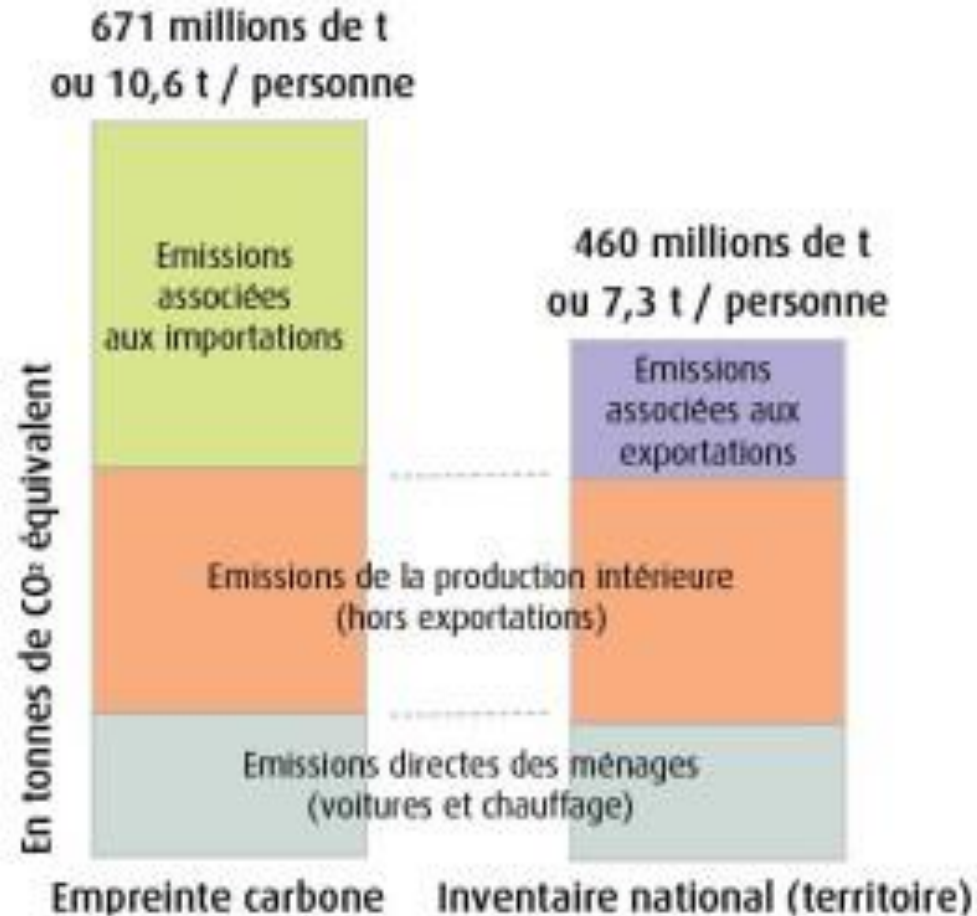 671 millions de t
ou 10,6 t / personne
Emissions
associées
aux importations
460 millions de t
ou 7,3 t / personne
Emissions
associées aux
exportations
Emissions de la production intérieure
(hors exportations)
Emissions directes des ménages
(voitures et chauffage)
En tonnes de CO² équivalent
Empreinte carbone
Inventaire national (territoire)